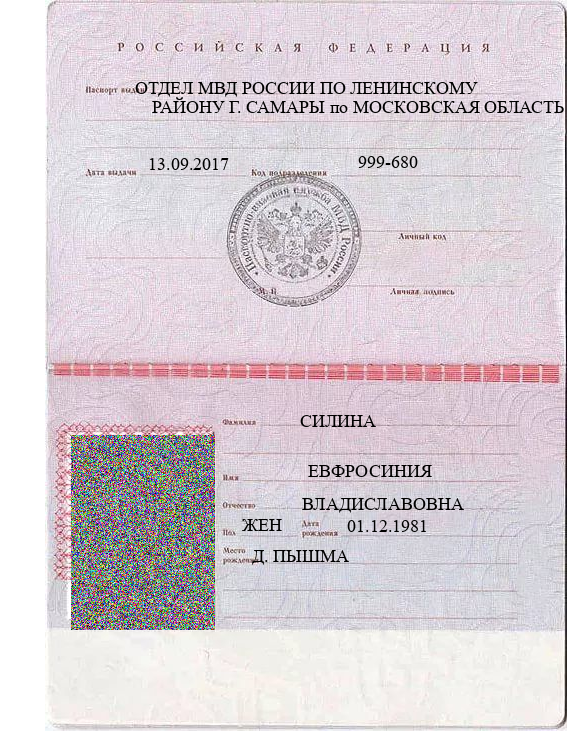 РОССИЙСКАЯ ФЕДЕРАЦИЯ
Паспорт выдан ОТДЕЛ МВД РОССИИ ПО ЛЕНИНСКОМУ
РАЙОНУ Г. САМАРЫ по МОСКОВСКАЯ ОБЛАСТЬ
Дата выдачи 13.09.2017 Код подразделения 999-680
Паспортно-визовая служба МВД России
Личный код
М. П. Личная подпись
Фамилия СИЛИНА
Имя ЕВФРОСИНИЯ
Отчество ВЛАДИСЛАВОВНА
Пол ЖЕН Дата рождения 01.12.1981
Место рождения Д. ПЫШМА